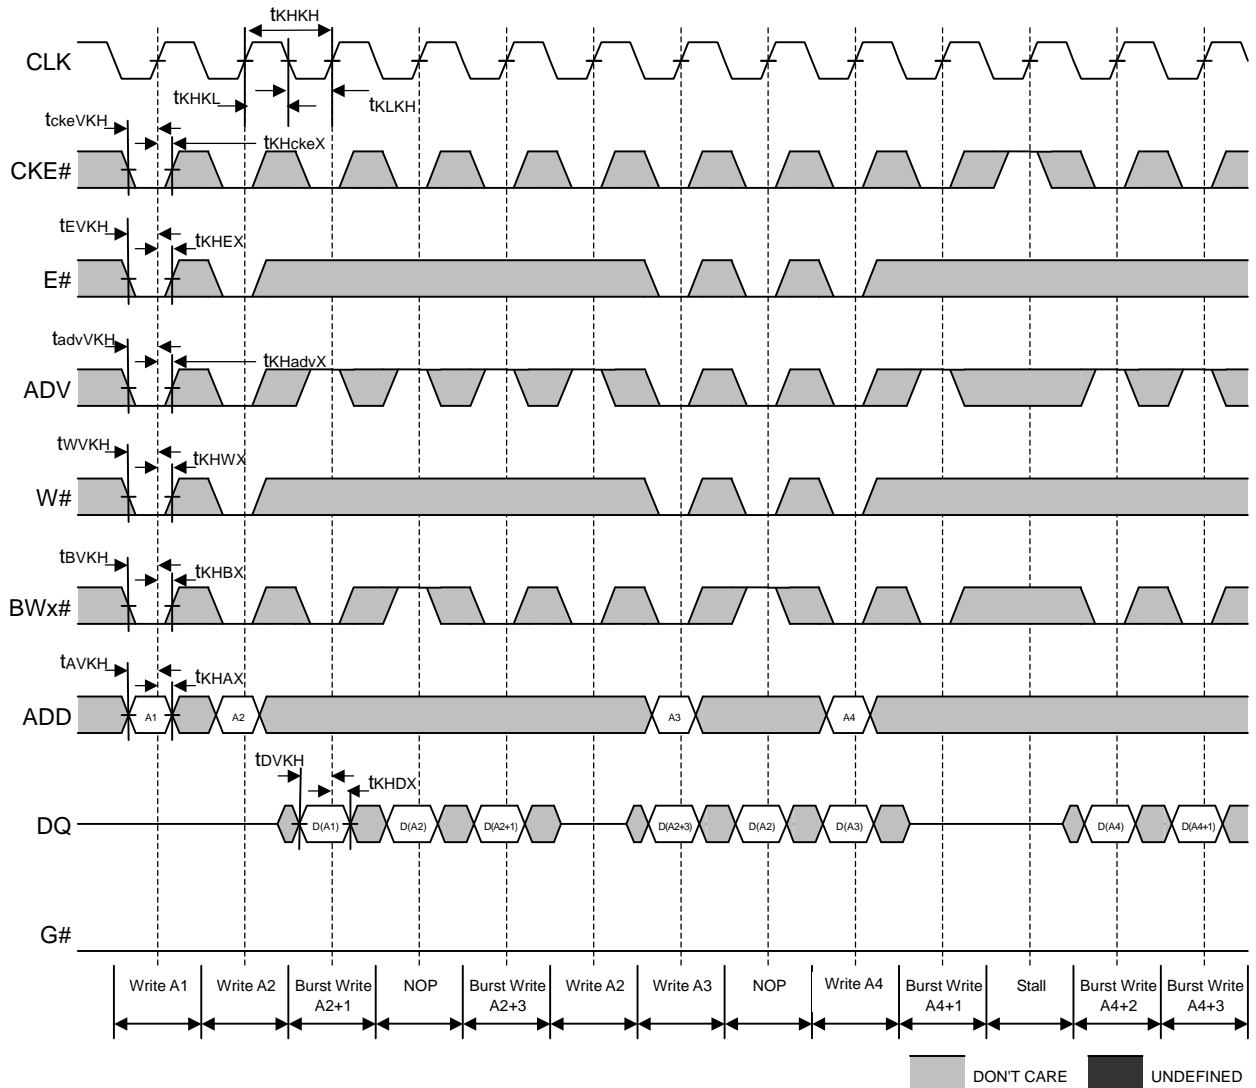 tKHKH
CLK
tKHKL
tKLKH
tckeVKH
tKHckeX
CKE#
tEVKH
tKHEX
E#
tadvVKH
tKHadvX
ADV
tWVKH
tKHWX
W#
tBVKH
tKHBX
BWx#
tAVKH
tKHAX
ADD
A1
A2
A3
A4
tDVKH
tKHDX
DQ
D(A1)
D(A2)
D(A2+1)
D(A2+3)
D(A2)
D(A3)
D(A4)
D(A4+1)
G#
Write A1
Write A2
Burst Write
A2+1
NOP
Burst Write
A2+3
Write A2
Write A3
NOP
Write A4
Burst Write
A4+1
Stall
Burst Write
A4+2
Burst Write
A4+3
DON'T CARE
UNDEFINED